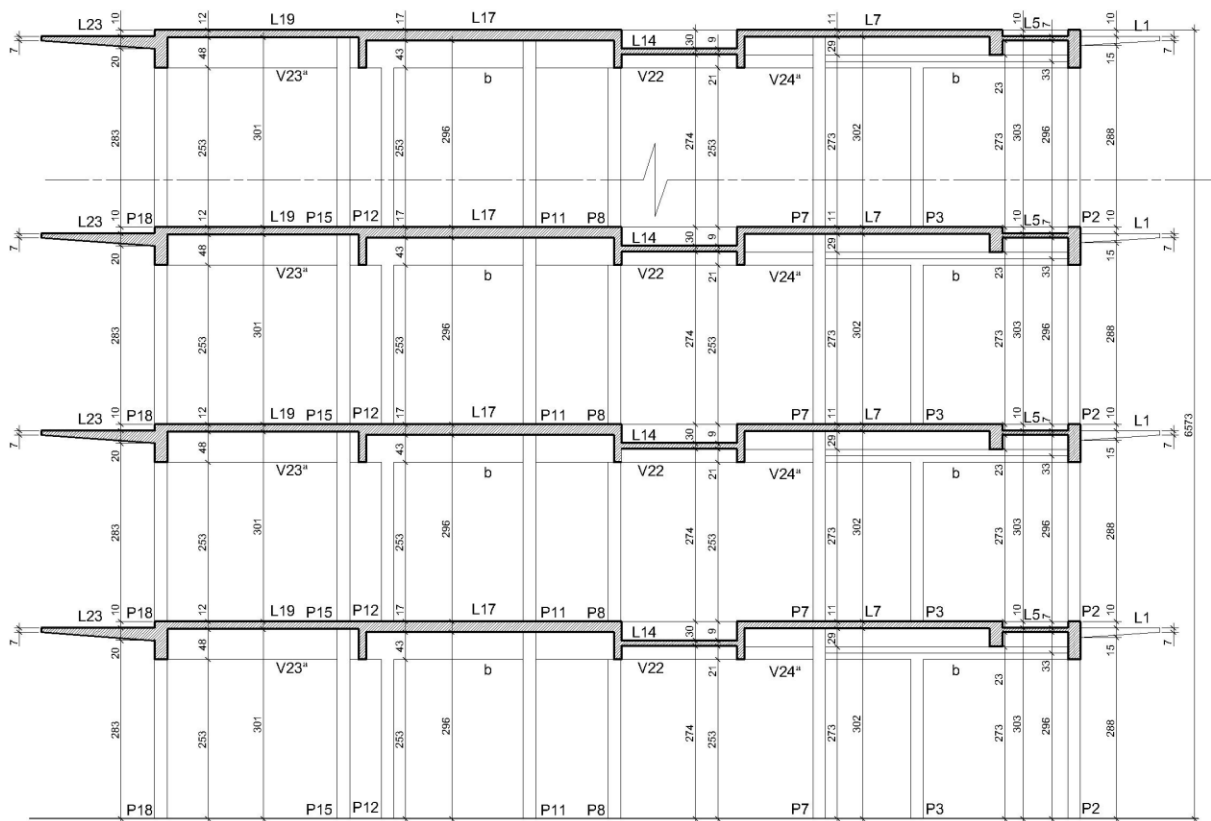 L23 10 12 L19 17 L17 11 L7 10 L5 7 10 L1
7 20 48 43 L14 30 9 29 15 7
V23ª b V22 21 V24ª 23 b 33
283 253 301 253 296 274 253 273 302 303 296 288
L23 10 P18 12 L19 P15 P12 17 L17 P11 P8 P7 11 L7 P3 10 L5 7 P2 10 L1
7 20 48 43 L14 30 9 29 15 7
V23ª b V22 21 V24ª 23 b 33
283 253 301 253 296 274 253 273 302 303 296 288
L23 10 P18 12 L19 P15 P12 17 L17 P11 P8 P7 11 L7 P3 10 L5 7 P2 10 L1
7 20 48 43 L14 30 9 29 15 7
6573
V23ª b V22 21 V24ª 23 b 33
283 253 301 253 296 274 253 273 302 303 296 288
L23 10 P18 12 L19 P15 P12 17 L17 P11 P8 P7 11 L7 P3 10 L5 7 P2 10 L1
7 20 48 43 L14 30 9 29 15 7
V23ª b V22 21 V24ª 23 b 33
283 253 301 253 296 274 253 273 302 303 296 288
P18 P15 P12 P11 P8 P7 P3 P2